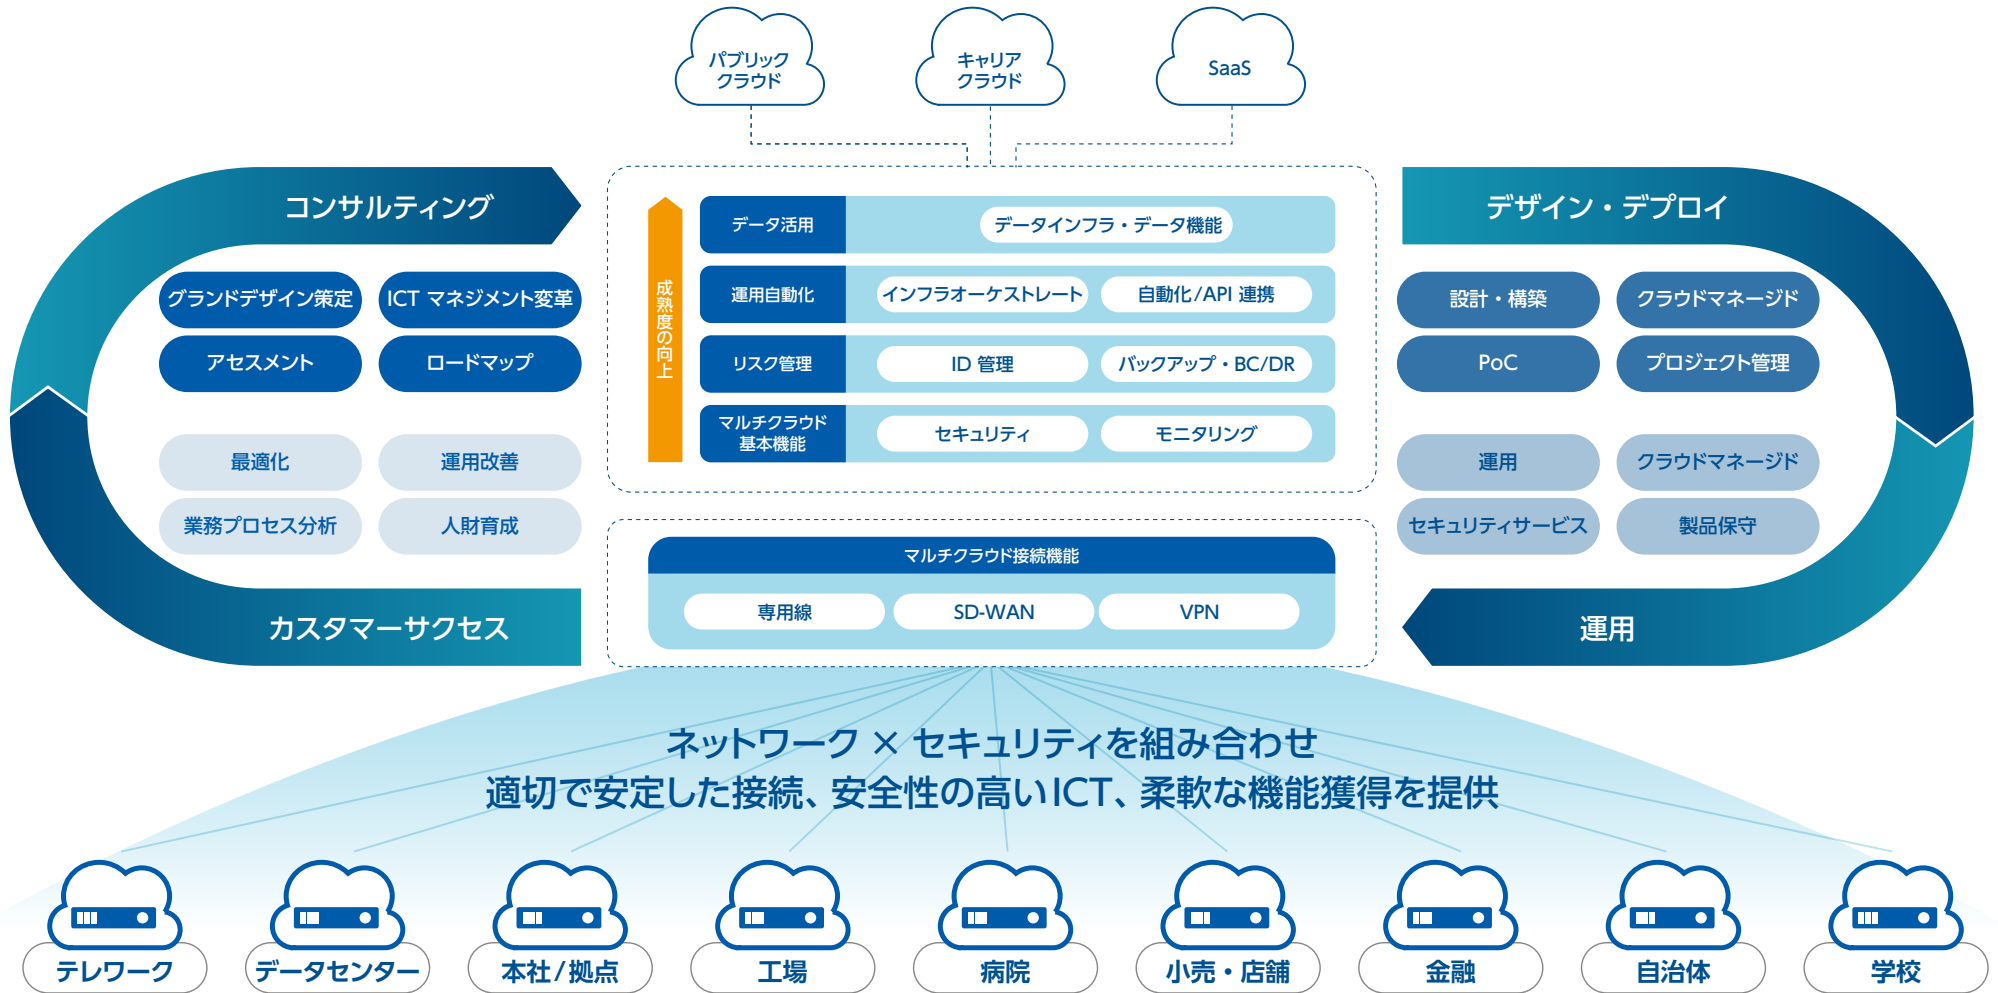 パブリック
クラウド
キャリア
クラウド
SaaS
コンサルティング
グランドデザイン策定
ICT マネジメント変革
アセスメント
ロードマップ
最適化
運用改善
業務プロセス分析
人財育成
カスタマーサクセス
成熟度の向上
データ活用
データインフラ・データ機能
運用自動化
インフラオーケストレート
自動化/API 連携
リスク管理
ID 管理
バックアップ・BC/DR
マルチクラウド
基本機能
セキュリティ
モニタリング
マルチクラウド接続機能
専用線
SD-WAN
VPN
デザイン・デプロイ
設計・構築
クラウドマネージド
PoC
プロジェクト管理
運用
クラウドマネージド
セキュリティサービス
製品保守
運用
ネットワーク × セキュリティを組み合わせ
適切で安定した接続、安全性の高いICT、柔軟な機能獲得を提供
テレワーク
データセンター
本社/拠点
工場
病院
小売・店舗
金融
自治体
学校